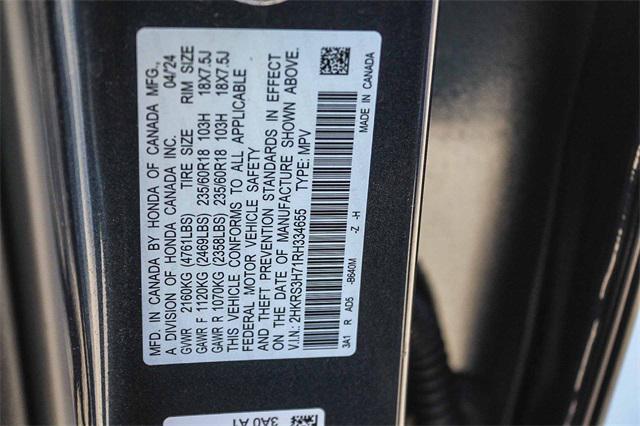 MFD. IN CANADA BY HONDA OF CANADA MFG.,
A DIVISION OF HONDA CANADA INC. 04/24
GVWR 2160KG (4761LBS) TIRE SIZE RIM SIZE
GAWR F 1120KG (2469LBS) 235/60R18 103H 18X7.5J
GAWR R 1070KG (2358LBS) 235/60R18 103H 18X7.5J
THIS VEHICLE CONFORMS TO ALL APPLICABLE
FEDERAL MOTOR VEHICLE SAFETY
AND THEFT PREVENTION STANDARDS IN EFFECT
ON THE DATE OF MANUFACTURE SHOWN ABOVE.
V.I.N.: 2HKRS3H71RH334655 TYPE: MPV
3A1 R AD5 -B640M -Z -H MADE IN CANADA
3A0 A1